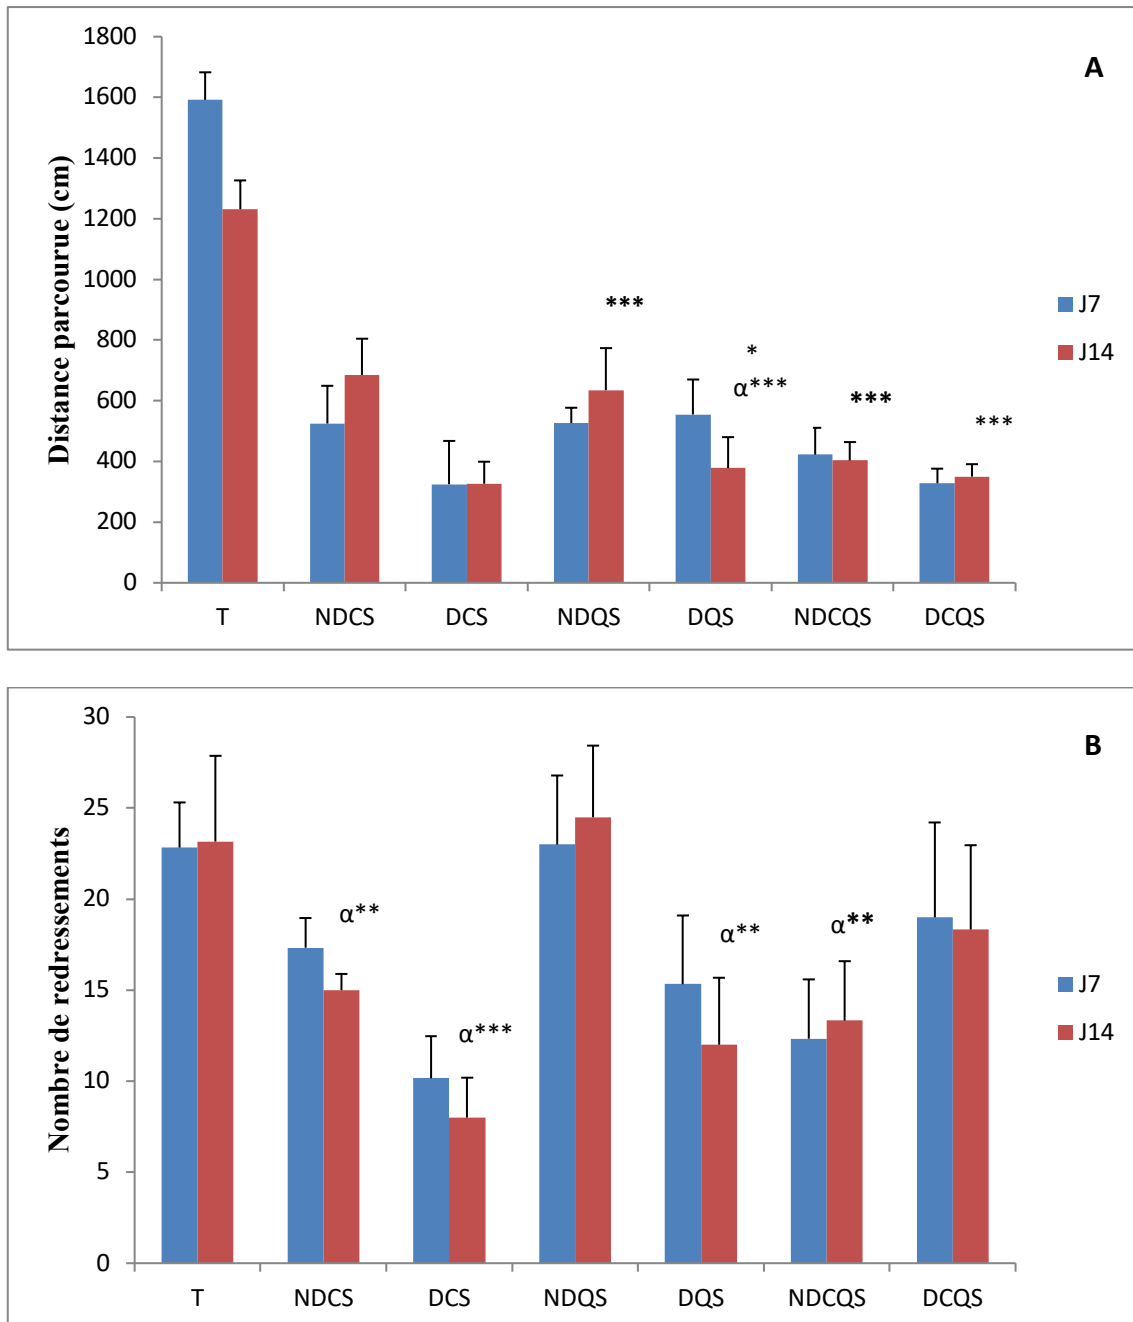 A
Distance parcourue (cm)
1800
1600
1400
1200
1000
800
600
400
200
0
***
*
α***
***
***
J7
J14
T NDCS DCS NDQS DQS NDCQS DCQS
B
Nombre de redressements
30
25
20
15
10
5
0
α**
α***
α**
α**
J7
J14
T NDCS DCS NDQS DQS NDCQS DCQS